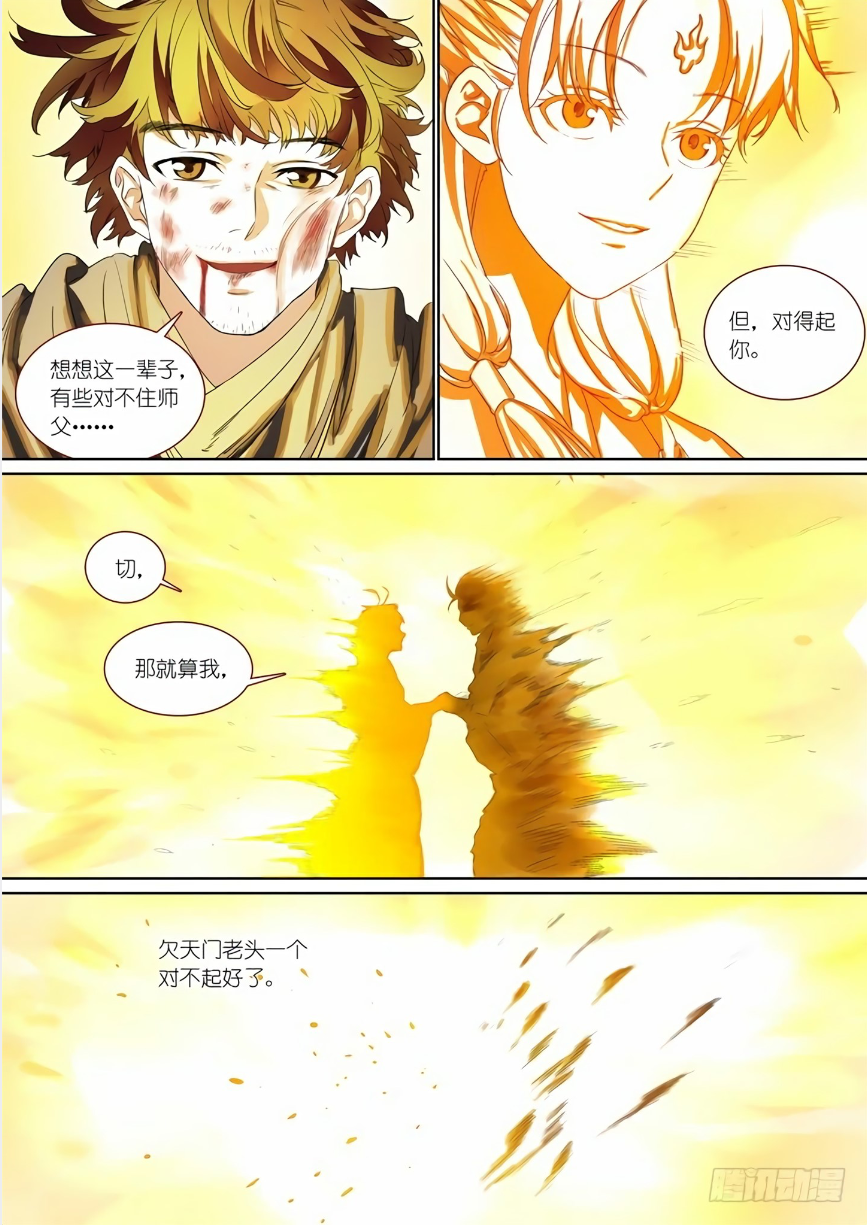 想想这一辈子，
有些对不住师
父……
但，对得起
你。
切，
那就算我，
欠天门老头一个
对不起好了。
腾讯动漫